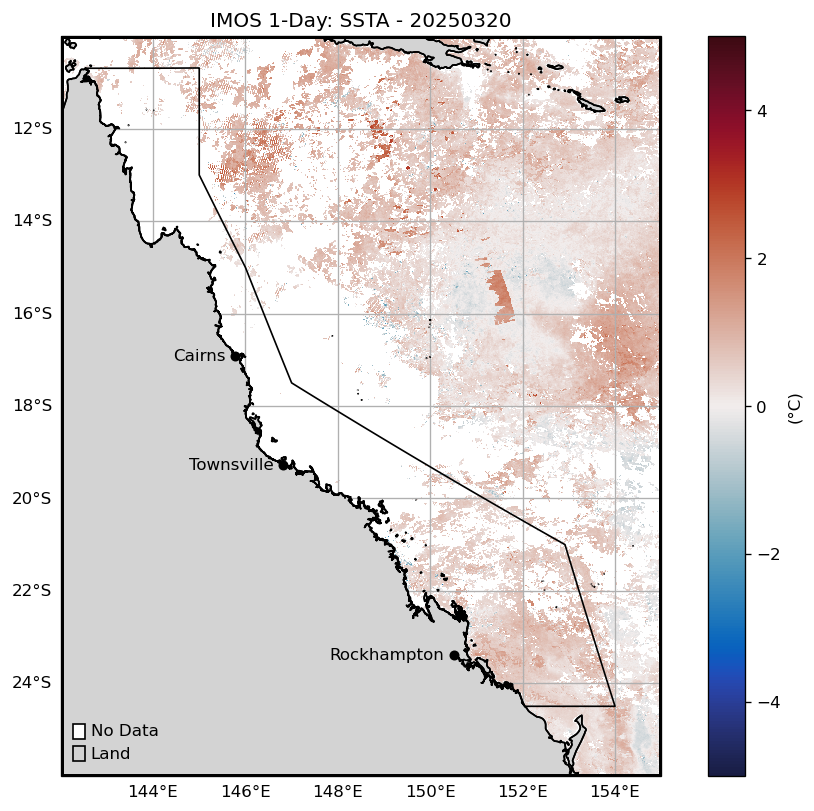 IMOS 1-Day: SSTA - 20250320
12°S
14°S
16°S
18°S
20°S
22°S
24°S
Cairns
Townsville
Rockhampton
No Data
Land
144°E 146°E 148°E 150°E 152°E 154°E
4
2
0
−2
−4
(°C)